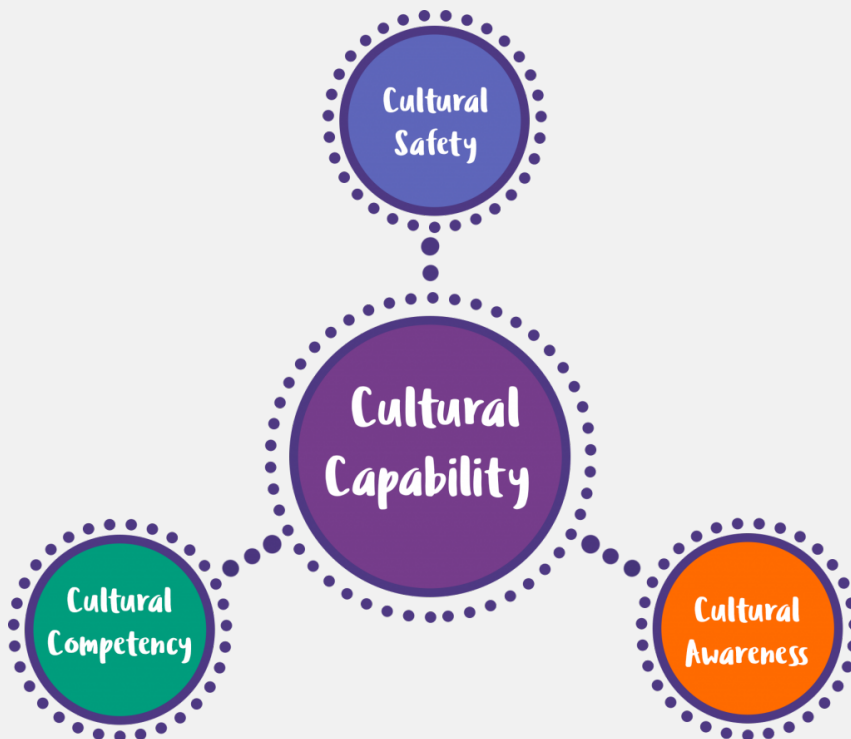 Cultural
Safety
Cultural
Capability
Cultural
Competency
Cultural
Awareness